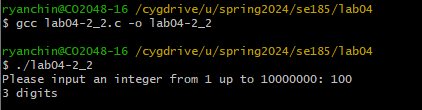 ryanchin@CO2048-16 /cygdrive/u/spring2024/se185/lab04
$ gcc lab04-2_2.c -o lab04-2_2
ryanchin@CO2048-16 /cygdrive/u/spring2024/se185/lab04
$ ./lab04-2_2
Please input an integer from 1 up to 10000000: 100
3 digits